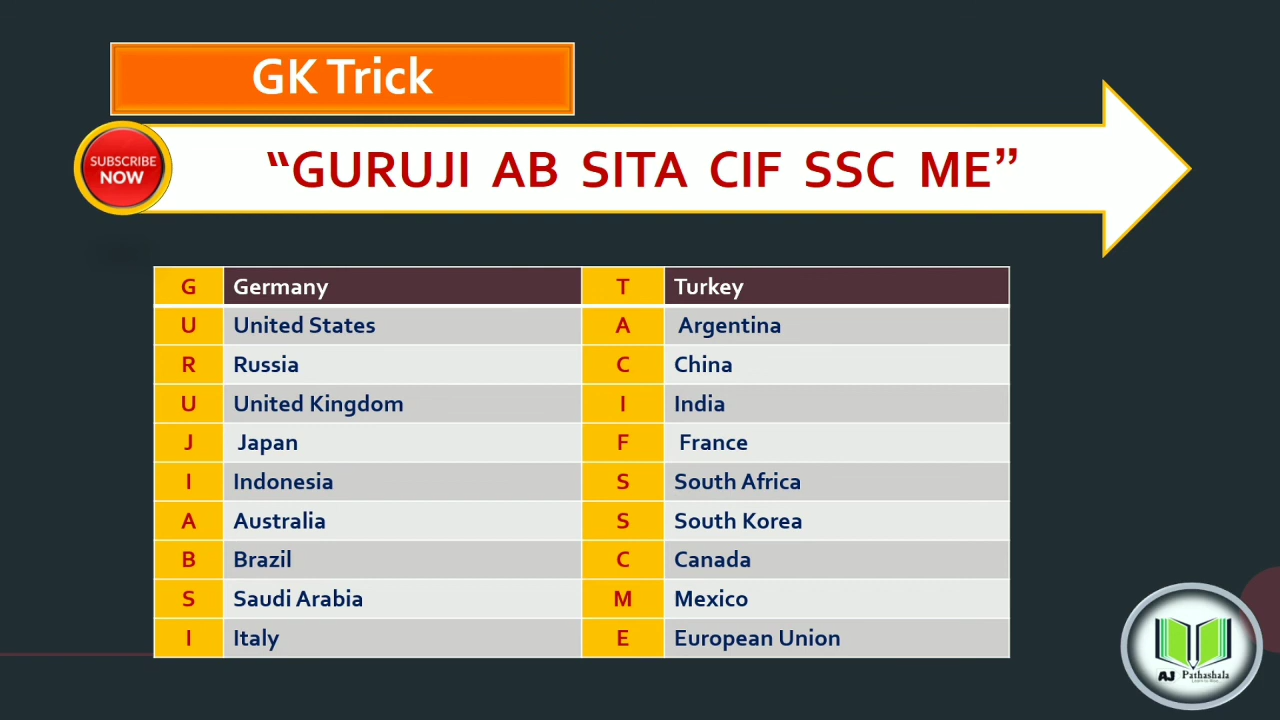 GK Trick
SUBSCRIBE
NOW
“GURUJI AB SITA CIF SSC ME”
G Germany T Turkey
U United States A Argentina
R Russia C China
U United Kingdom I India
J Japan F France
I Indonesia S South Africa
A Australia S South Korea
B Brazil C Canada
S Saudi Arabia M Mexico
I Italy E European Union
AJ Pathashala